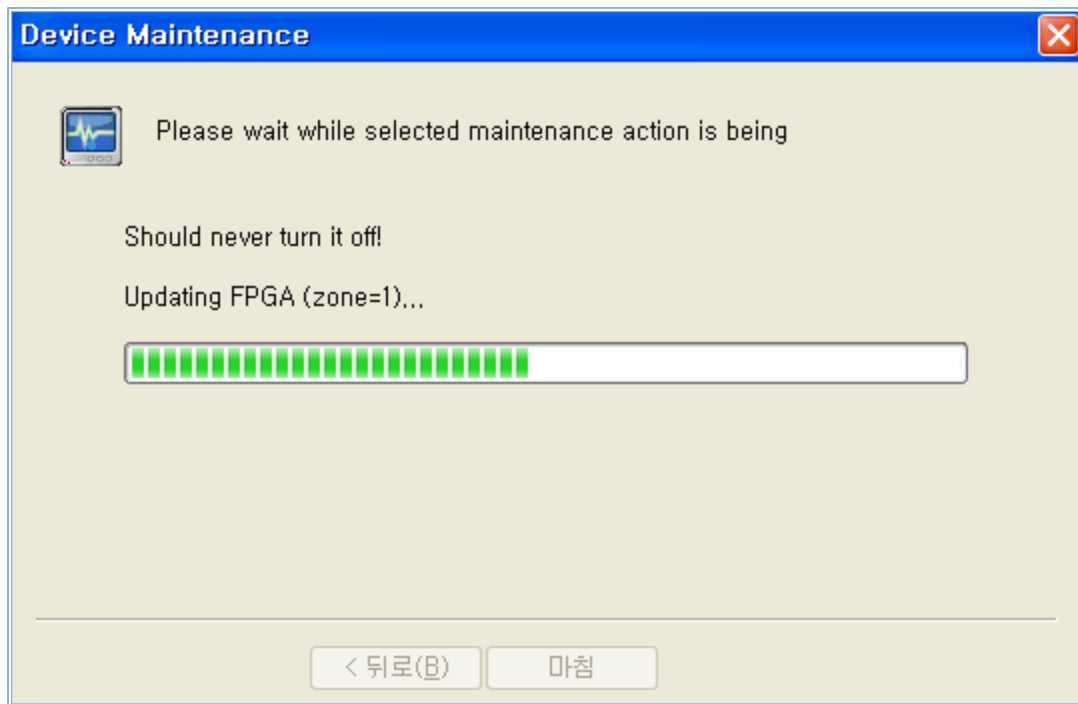 Device Maintenance
Please wait while selected maintenance action is being
Should never turn it off!
Updating FPGA (zone=1)...
< 뒤로(B)
마침